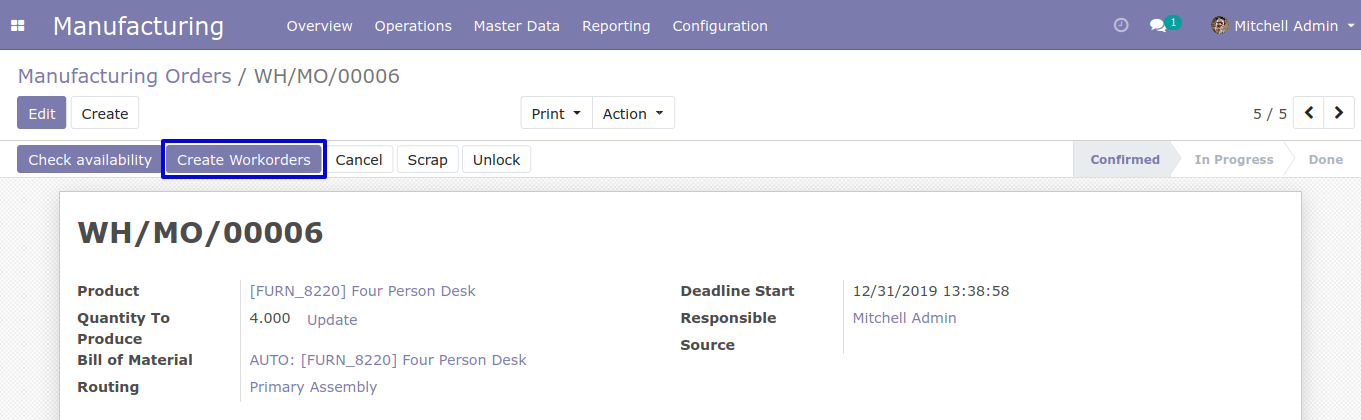 Manufacturing Overview Operations Master Data Reporting Configuration 1 Mitchell Admin
Manufacturing Orders / WH/MO/00006
Edit Create Print Action 5 / 5
Check availability Create Workorders Cancel Scrap Unlock Confirmed In Progress Done
WH/MO/00006
Product [FURN_8220] Four Person Desk Deadline Start 12/31/2019 13:38:58
Quantity To 4.000 Update Responsible Mitchell Admin
Produce Source
Bill of Material AUTO: [FURN_8220] Four Person Desk
Routing Primary Assembly